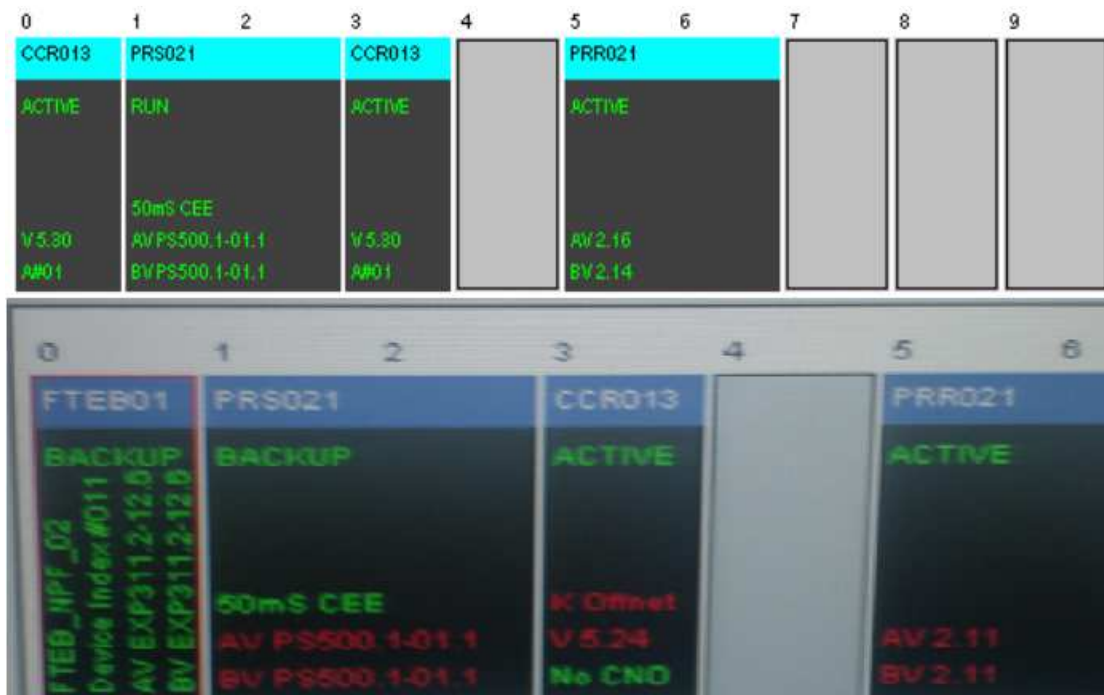 0 1 2 3 4 5 6 7 8 9
CCR013 PRS021 CCR013 PRR021
ACTIVE RUN ACTIVE ACTIVE
50mS CEE
V 5.30 AV PS500.1-01.1 V 5.30 AV 2.16
A#01 BV PS500.1-01.1 A#01 BV 2.14
0 1 2 3 4 5 6
FTEB01 PRS021 CCR013 PRR021
BACKUP BACKUP ACTIVE ACTIVE
FTEB_NPF_02
Device Index #011
AV EXP311.2-12.6
BV EXP311.2-12.6
50mS CEE K Offnet
AV PS500.1-01.1 V 5.24 AV 2.11
BV PS500.1-01.1 No CNO BV 2.11